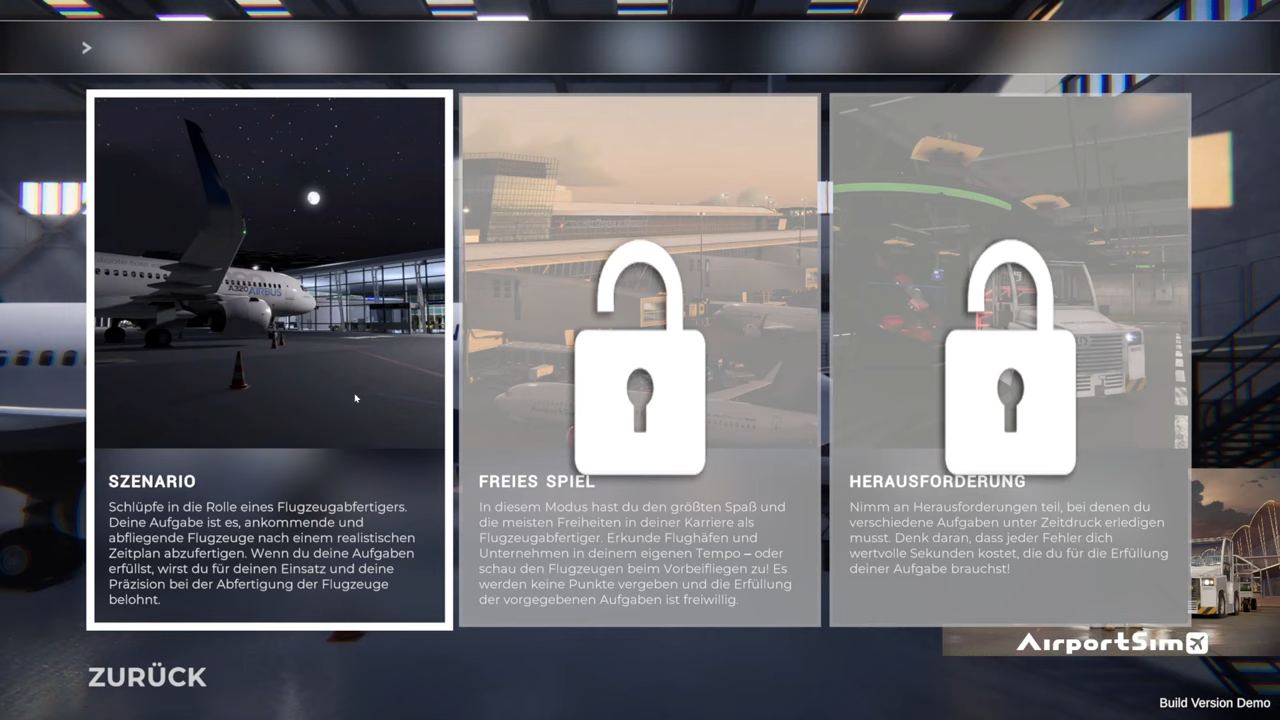 >
A320 AIRBUS
SZENARIO
Schlüpfe in die Rolle eines Flugzeugabfertigers.
Deine Aufgabe ist es, ankommende und
abfliegende Flugzeuge nach einem realistischen
Zeitplan abzufertigen. Wenn du deine Aufgaben
erfüllst, wirst du für deinen Einsatz und deine
Präzision bei der Abfertigung der Flugzeuge
belohnt.
FREIES SPIEL
In diesem Modus hast du den größten Spaß und
die meisten Freiheiten in deiner Karriere als
Flugzeugabfertiger. Erkunde Flughäfen und
Unternehmen in deinem eigenen Tempo – oder
schau den Flugzeugen beim Vorbeifliegen zu! Es
werden keine Punkte vergeben und die Erfüllung
der vorgegebenen Aufgaben ist freiwillig.
HERAUSFORDERUNG
Nimm an Herausforderungen teil, bei denen du
verschiedene Aufgaben unter Zeitdruck erledigen
musst. Denk daran, dass jeder Fehler dich
wertvolle Sekunden kostet, die du für die Erfüllung
deiner Aufgabe brauchst!
AirportSim
ZURÜCK
Build Version Demo